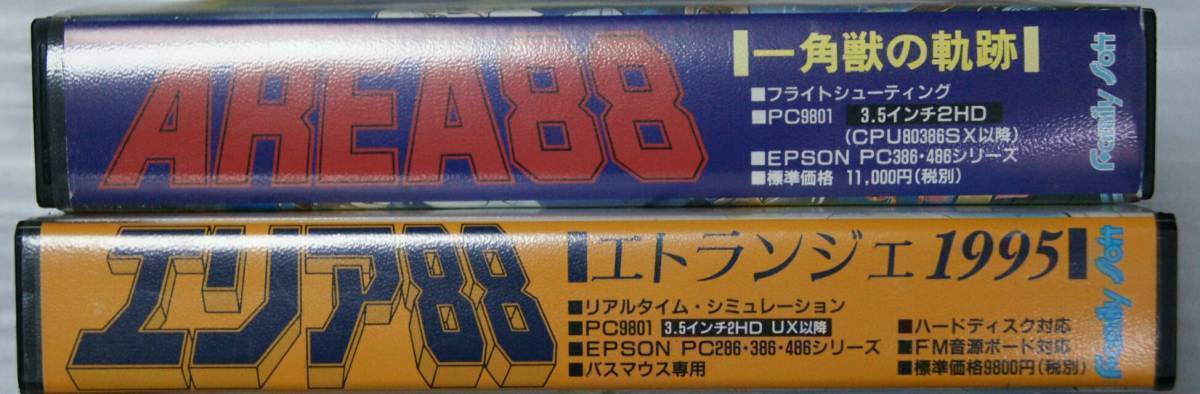 AREA88
一角獣の軌跡
■フライトシューティング
■PC9801 3.5インチ2HD
(CPU80386SX以降)
■EPSON PC386・486シリーズ
■標準価格 11,000円(税別)
Family Soft
エリア88
エトランジェ1995
■リアルタイム・シミュレーション
■PC9801 3.5インチ2HD UX以降
■EPSON PC286・386・486シリーズ
■バスマウス専用
■ハードディスク対応
■FM音源ボード対応
■標準価格9800円(税別)
Family Soft